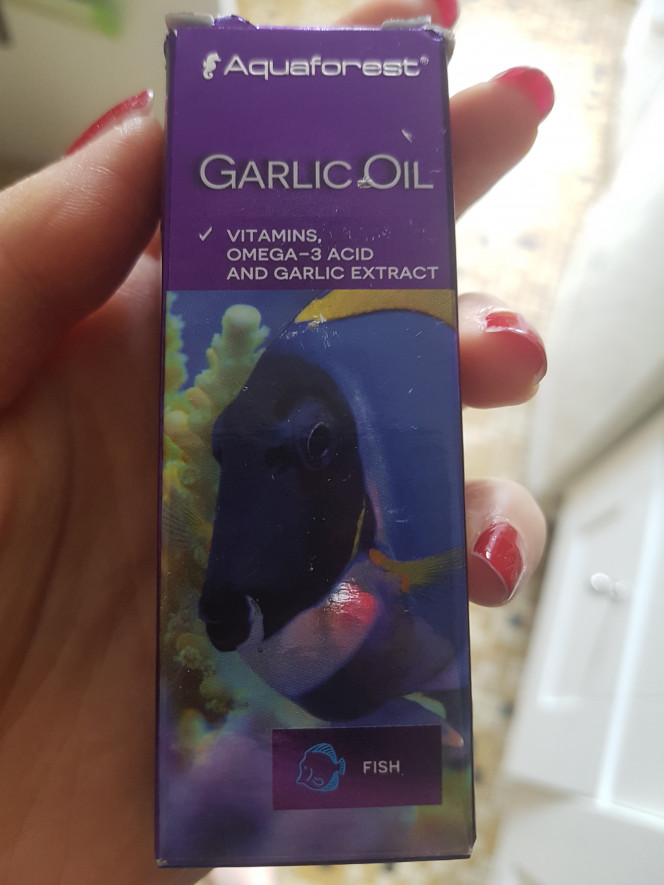 Aquaforest®
GARLIC OIL
✓ VITAMINS,
OMEGA-3 ACID
AND GARLIC EXTRACT
FISH